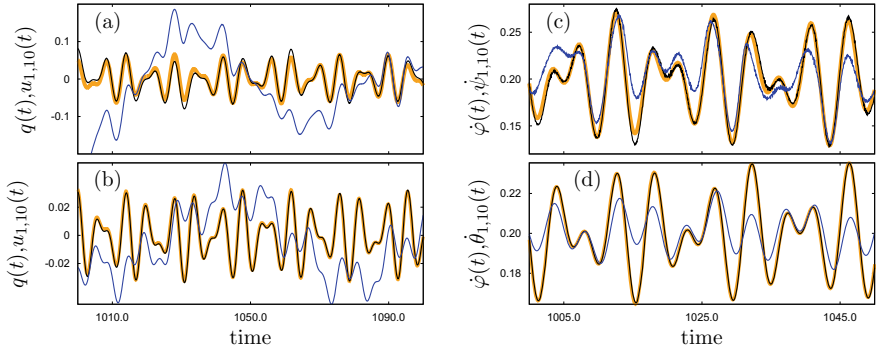 (a)
q(t),u1,10(t)
0.1
0
-0.1
(b)
q(t),u1,10(t)
0.02
0
-0.02
1010.0 1050.0 1090.0
time
(c)
φ̇(t),ψ̇1,10(t)
0.25
0.20
0.15
(d)
φ̇(t),θ̇1,10(t)
0.22
0.20
0.18
1005.0 1025.0 1045.0
time